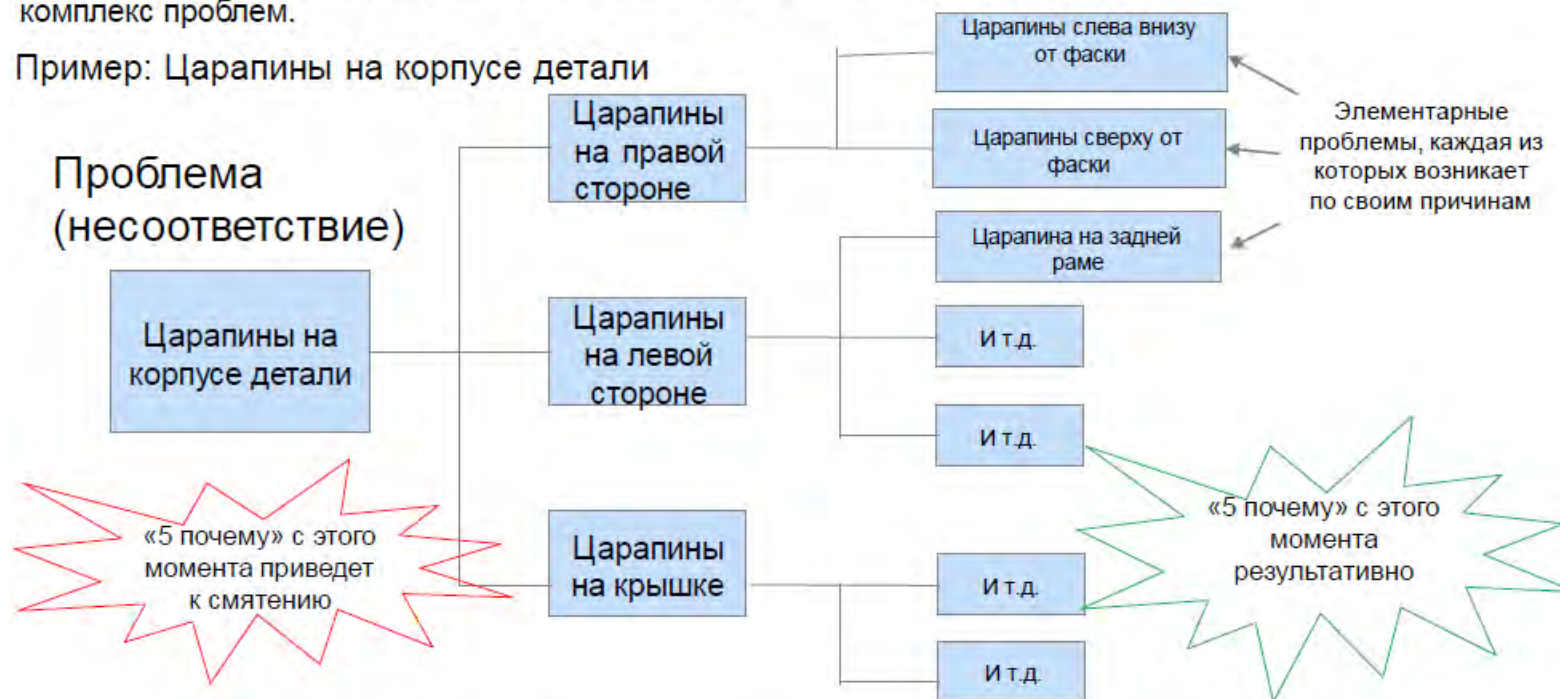 комплекс проблем.
Пример: Царапины на корпусе детали
Проблема
(несоответствие)
Царапины на
корпусе детали
«5 почему» с этого
момента приведет
к смятению
Царапины
на правой
стороне
Царапины
на левой
стороне
Царапины
на крышке
Царапины слева внизу
от фаски
Царапины сверху от
фаски
Царапина на задней
раме
И т.д.
И т.д.
И т.д.
И т.д.
Элементарные
проблемы, каждая из
которых возникает
по своим причинам
«5 почему» с этого
момента
результативно